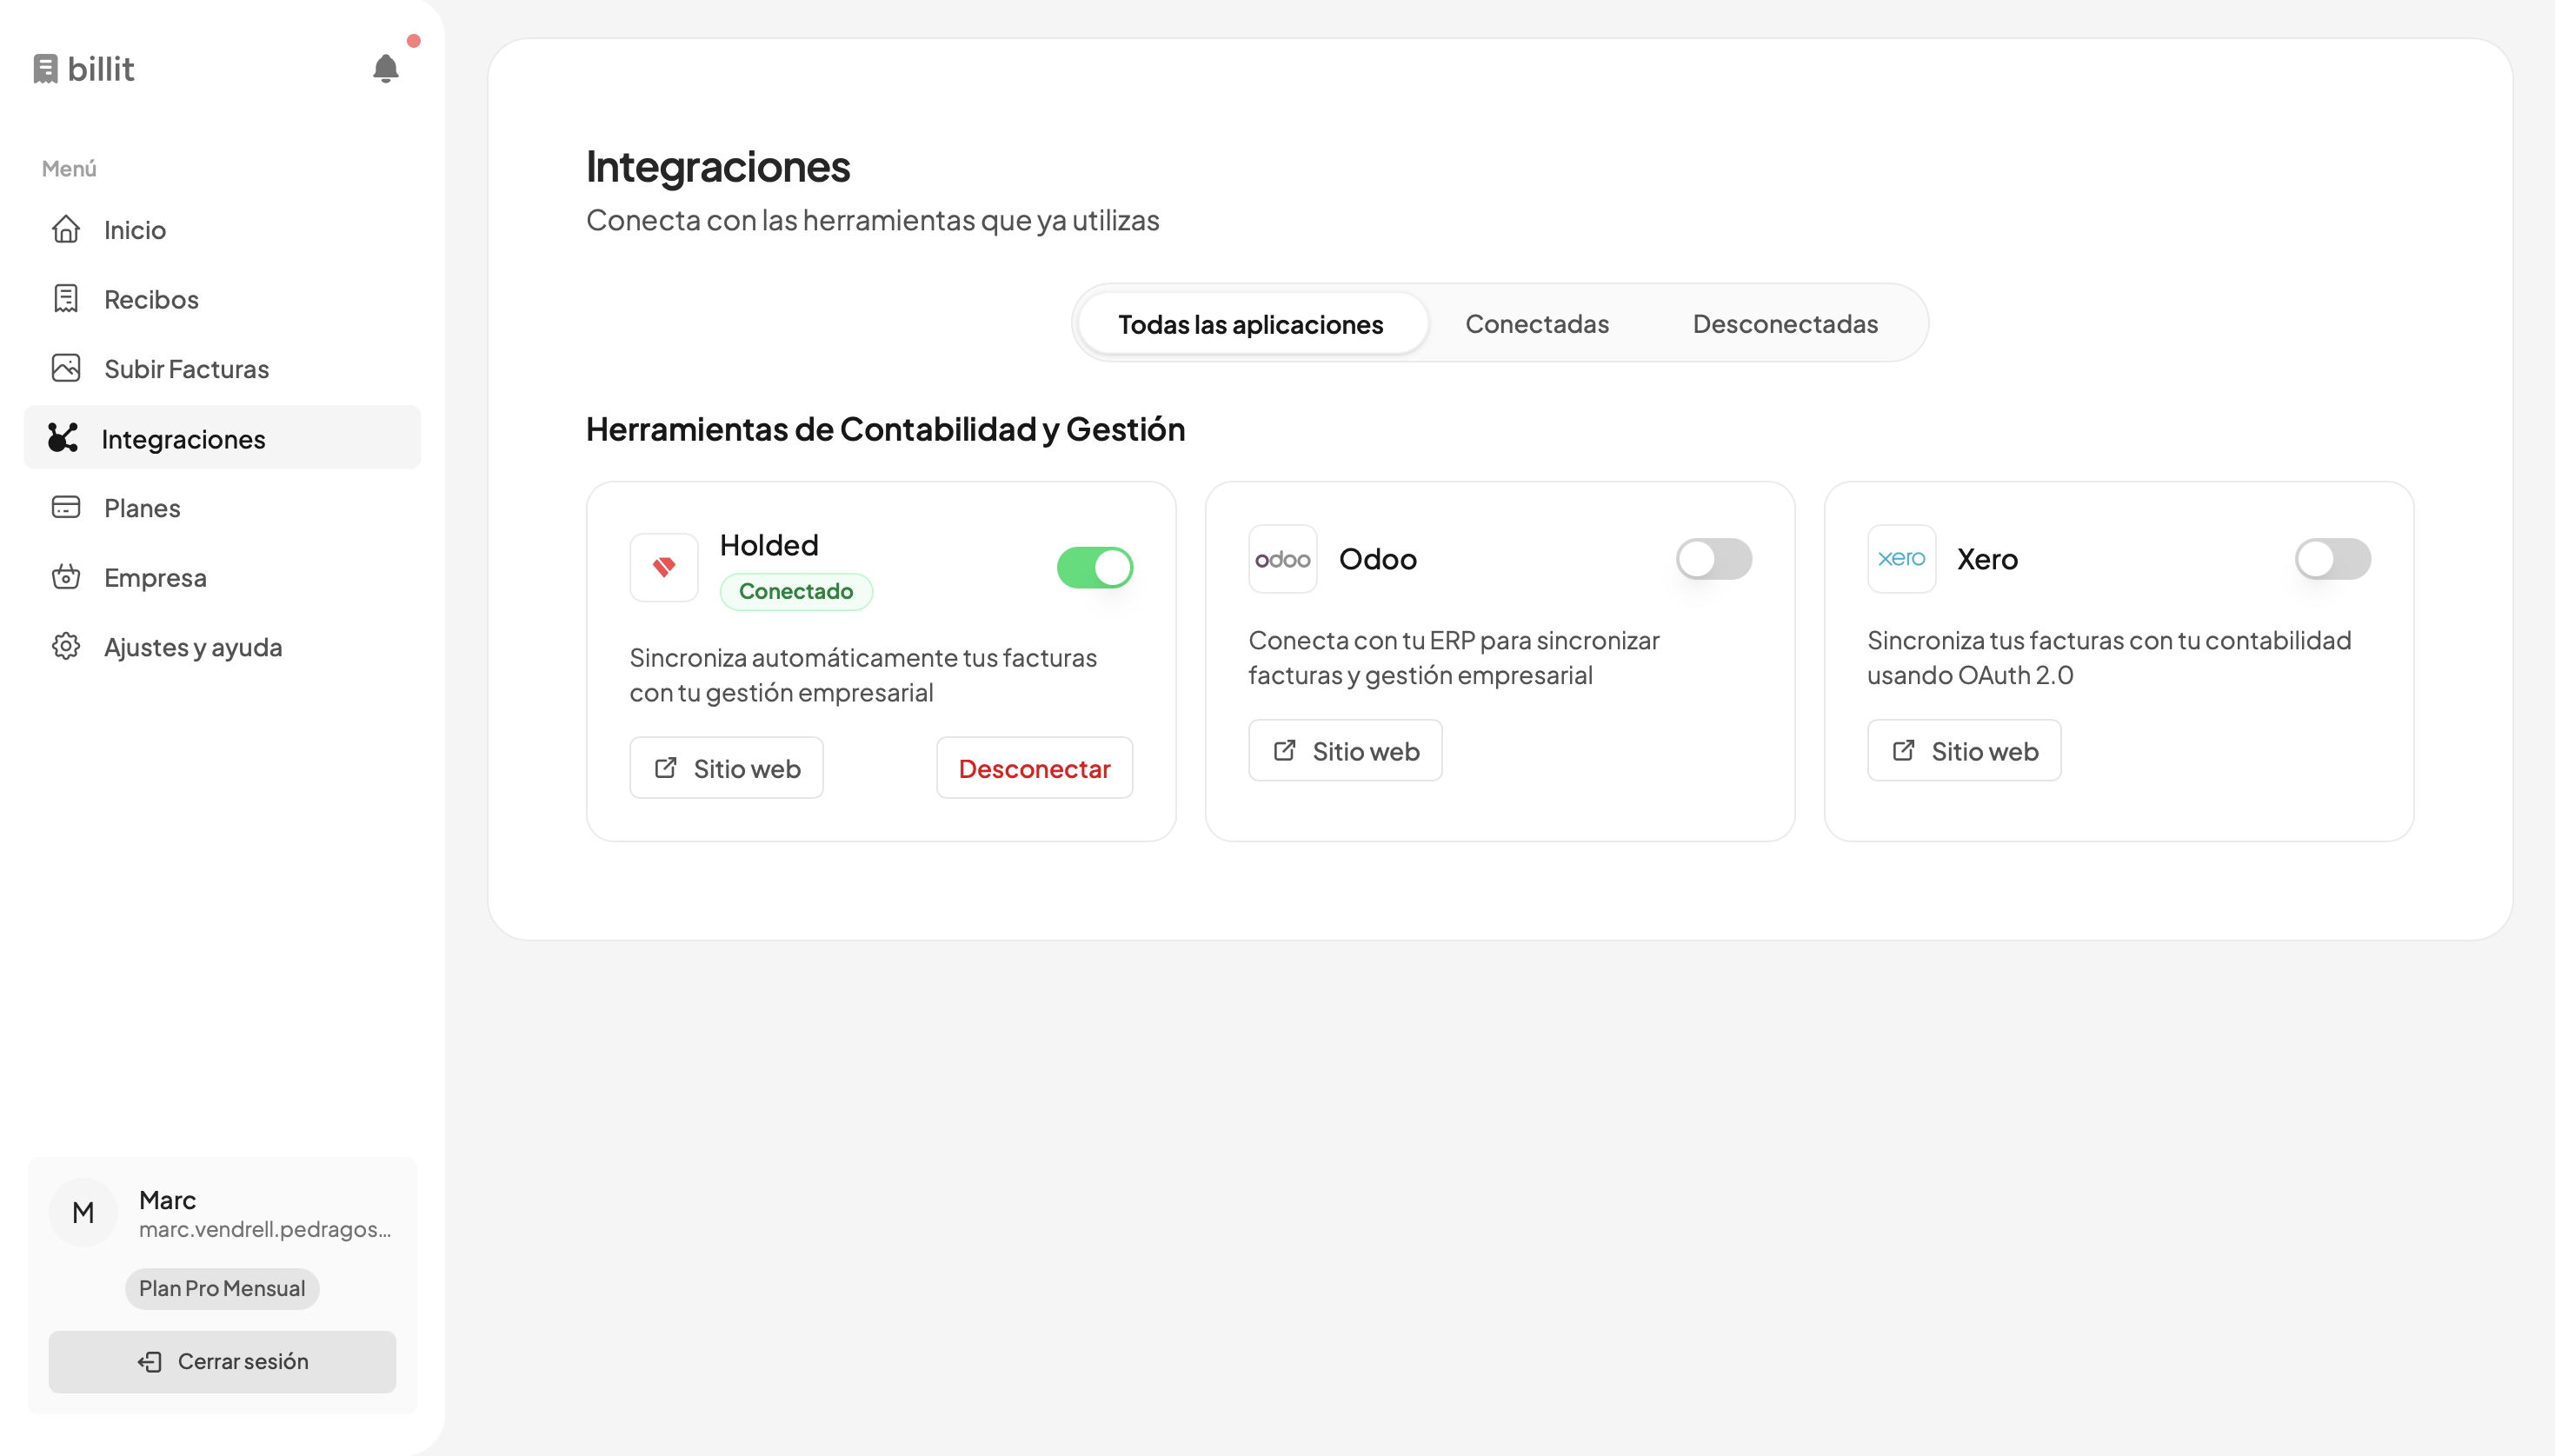 billit
Menú
Inicio
Recibos
Subir Facturas
Integraciones
Planes
Empresa
Ajustes y ayuda
M
Marc
marc.vendrell.pedragos...
Plan Pro Mensual
Cerrar sesión
Integraciones
Conecta con las herramientas que ya utilizas
Todas las aplicaciones
Conectadas
Desconectadas
Herramientas de Contabilidad y Gestión
Holded
Conectado
Sincroniza automáticamente tus facturas
con tu gestión empresarial
Sitio web
Desconectar
odoo
Odoo
Conecta con tu ERP para sincronizar
facturas y gestión empresarial
Sitio web
xero
Xero
Sincroniza tus facturas con tu contabilidad
usando OAuth 2.0
Sitio web